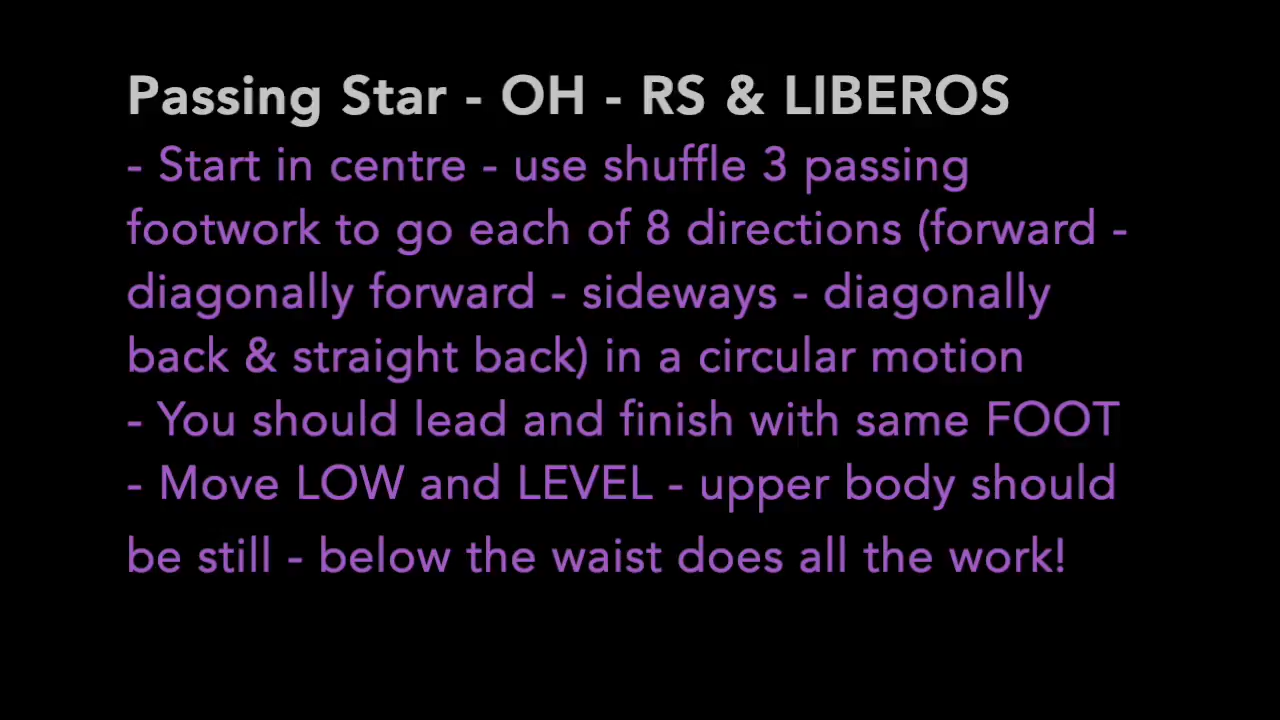 Passing Star - OH - RS & LIBEROS
- Start in centre - use shuffle 3 passing
footwork to go each of 8 directions (forward -
diagonally forward - sideways - diagonally
back & straight back) in a circular motion
- You should lead and finish with same FOOT
- Move LOW and LEVEL - upper body should
be still - below the waist does all the work!